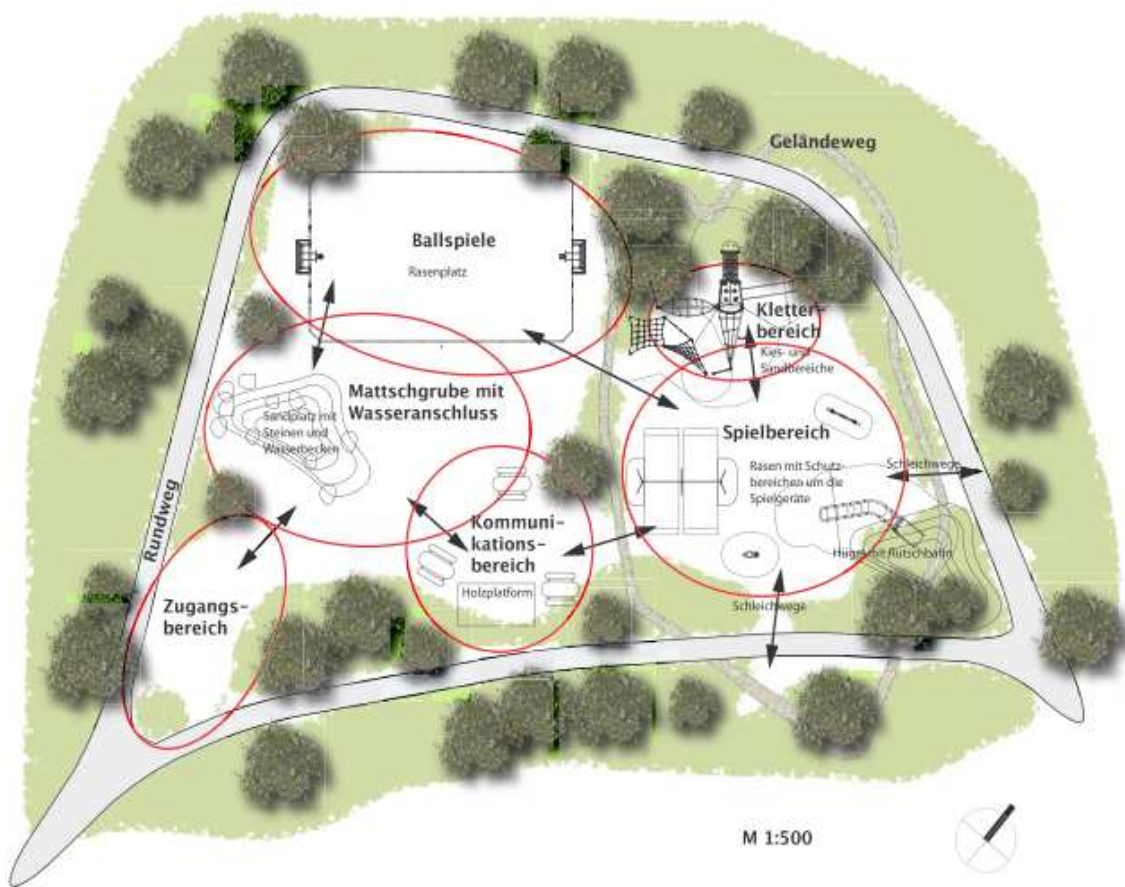 Geländeweg
Ballspiele
Rasenplatz
Kletter-
bereich
Kies- und
Sandbereiche
Mattschgrube mit
Wasseranschluss
Sandplatz mit
Steinen und
Wasserbecken
Spielbereich
Rasen mit Schutz-
bereichen um die
Spielgeräte
Schleichwege
Rundweg
Kommuni-
kations-
bereich
Hügel mit Rutschbahn
Holzplatform
Zugangs-
bereich
Schleichwege
M 1:500